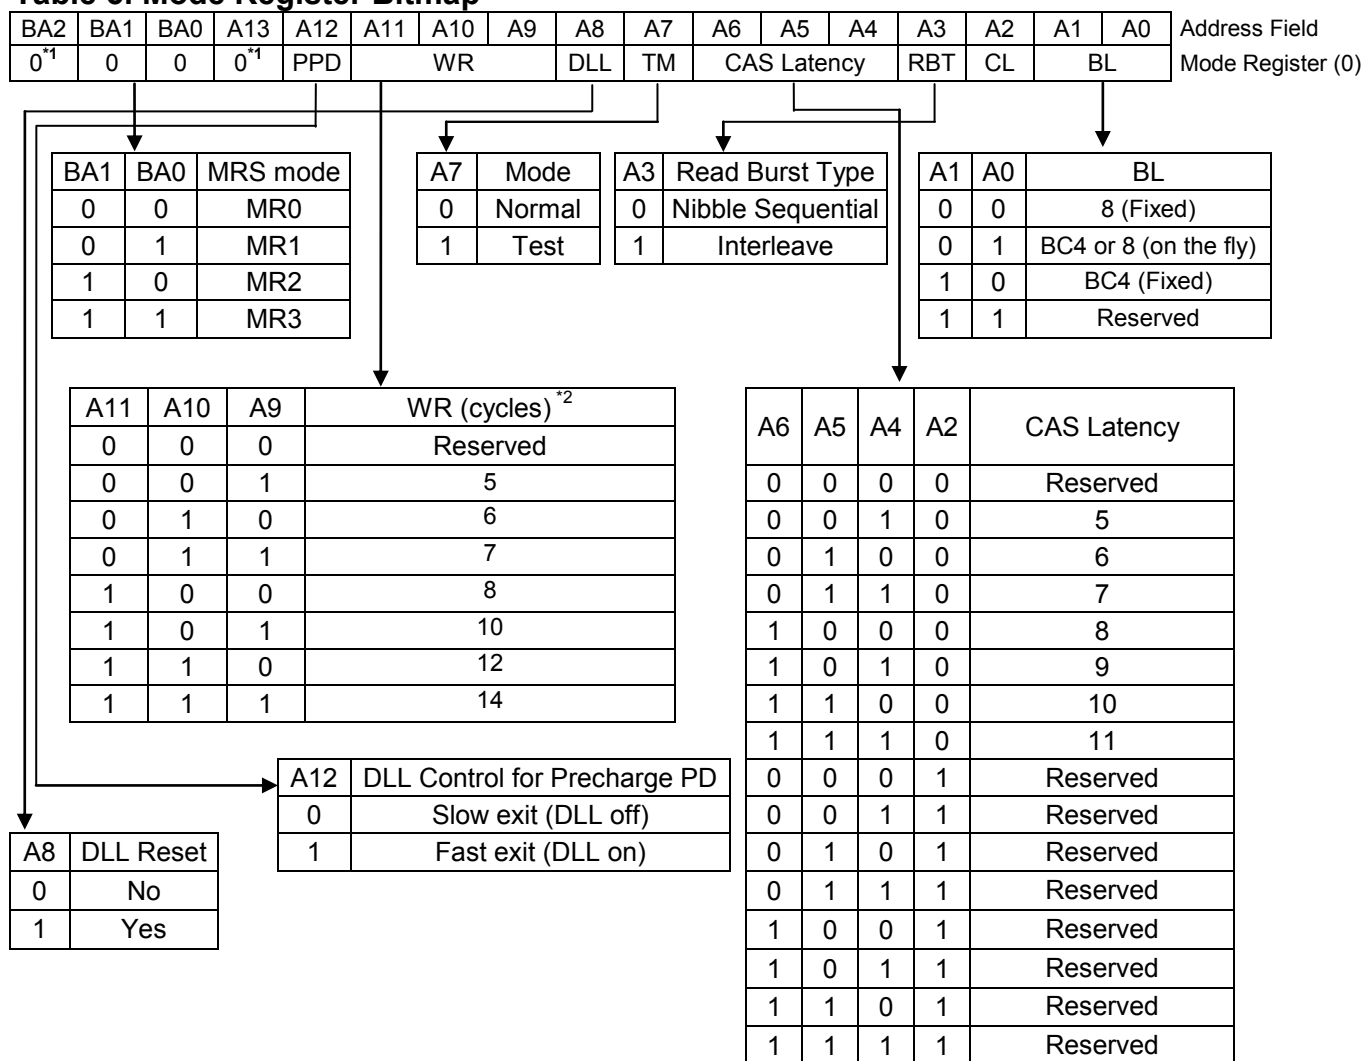 Table 6. Mode Register Bitmap
BA2 BA1 BA0 A13 A12 A11 A10 A9 A8 A7 A6 A5 A4 A3 A2 A1 A0 Address Field
0*1 0 0 0*1 PPD WR DLL TM CAS Latency RBT CL BL Mode Register (0)
BA1 BA0 MRS mode
0 0 MR0
0 1 MR1
1 0 MR2
1 1 MR3
A7 Mode
0 Normal
1 Test
A3 Read Burst Type
0 Nibble Sequential
1 Interleave
A1 A0 BL
0 0 8 (Fixed)
0 1 BC4 or 8 (on the fly)
1 0 BC4 (Fixed)
1 1 Reserved
A11 A10 A9 WR (cycles) *2
0 0 0 Reserved
0 0 1 5
0 1 0 6
0 1 1 7
1 0 0 8
1 0 1 10
1 1 0 12
1 1 1 14
A6 A5 A4 A2 CAS Latency
0 0 0 0 Reserved
0 0 1 0 5
0 1 0 0 6
0 1 1 0 7
1 0 0 0 8
1 0 1 0 9
1 1 0 0 10
1 1 1 0 11
0 0 0 1 Reserved
0 0 1 1 Reserved
0 1 0 1 Reserved
0 1 1 1 Reserved
1 0 0 1 Reserved
1 0 1 1 Reserved
1 1 0 1 Reserved
1 1 1 1 Reserved
A12 DLL Control for Precharge PD
0 Slow exit (DLL off)
1 Fast exit (DLL on)
A8 DLL Reset
0 No
1 Yes